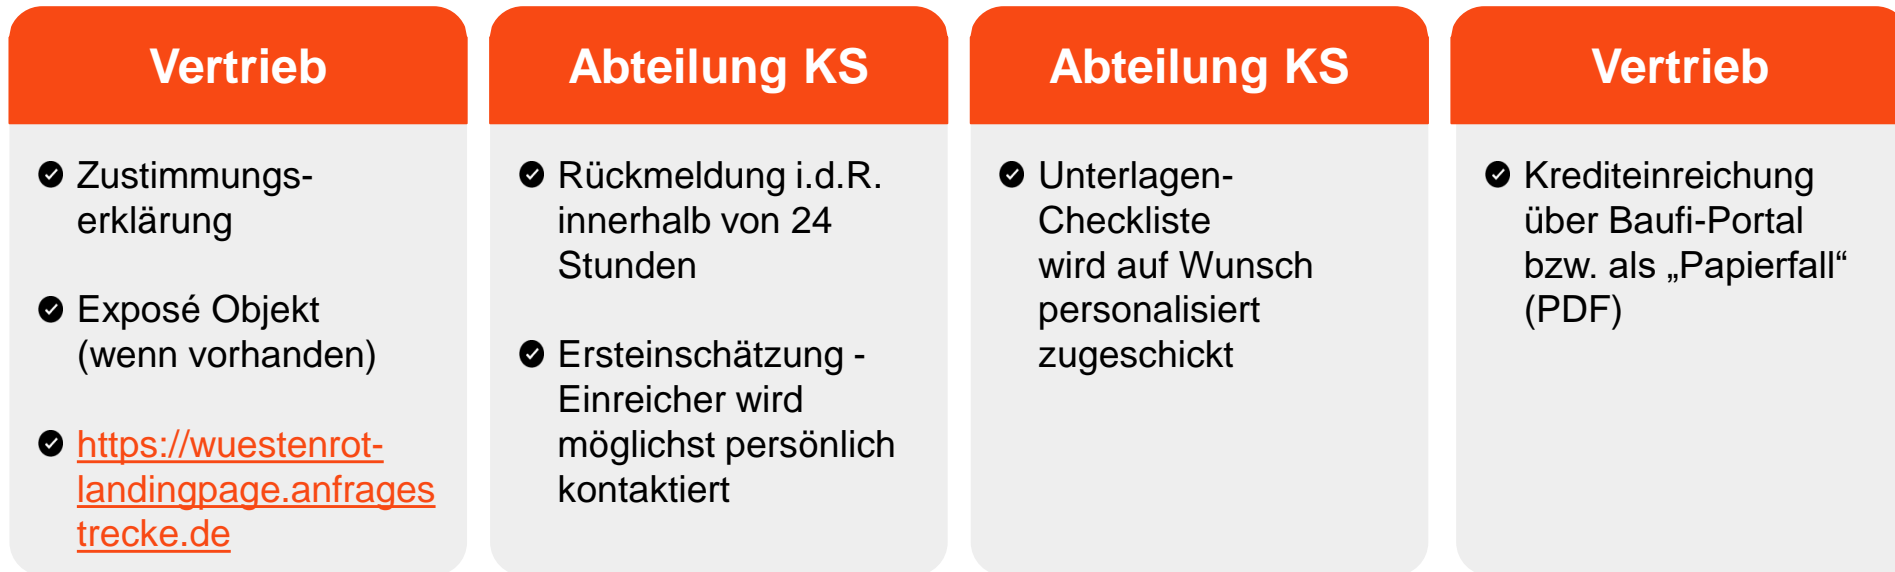 Vertrieb
Zustimmungs-
erklärung
Exposé Objekt
(wenn vorhanden)
https://wuestenrot-
landingpage.anfrages
trecke.de
Abteilung KS
Rückmeldung i.d.R.
innerhalb von 24
Stunden
Ersteinschätzung -
Einreicher wird
möglichst persönlich
kontaktiert
Abteilung KS
Unterlagen-
Checkliste
wird auf Wunsch
personalisiert
zugeschickt
Vertrieb
Krediteinreichung
über Baufi-Portal
bzw. als „Papierfall“
(PDF)